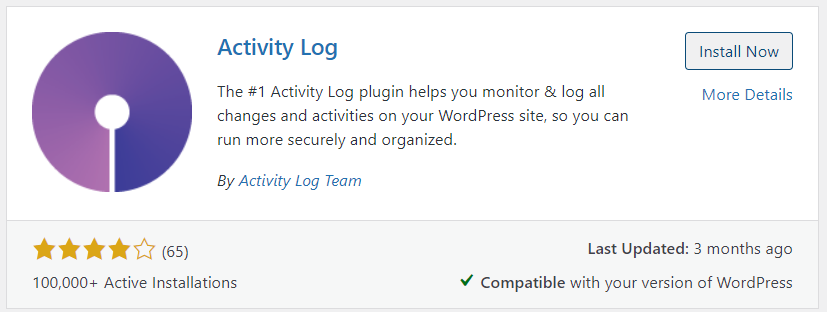 Activity Log
Install Now
More Details
The #1 Activity Log plugin helps you monitor & log all
changes and activities on your WordPress site, so you can
run more securely and organized.
By Activity Log Team
(65)
Last Updated: 3 months ago
100,000+ Active Installations
Compatible with your version of WordPress